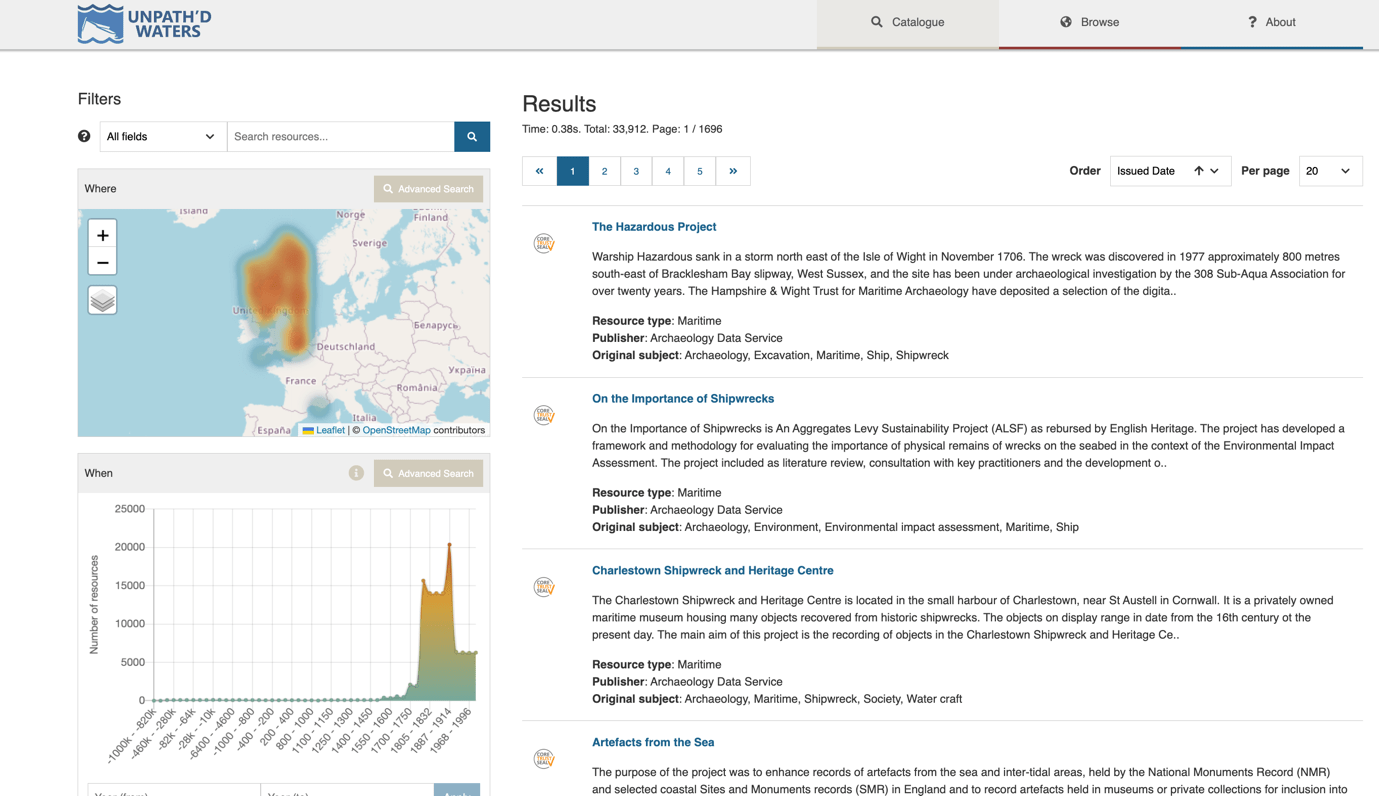 UNPATH'D
WATERS
Catalogue
Browse
? About
Filters
All fields
Search resources...
Where
Advanced Search
+
−
Island
Norge
Finland
Sverige
United Kingdom
Беларусь
Deutschland
Україна
France
România
Italia
España
Leaflet | © OpenStreetMap contributors
When
Advanced Search
Number of resources
25000
20000
15000
10000
5000
0
-1000k - -820k
-460k - -280k
-82k - -64k
-28k - -10k
-6400 - -4600
-1000 - -800
-400 - -200
200 - 400
800 - 1000
1100 - 1150
1250 - 1300
1400 - 1450
1550 - 1600
1700 - 1750
1805 - 1832
1887 - 1914
1968 - 1996
Year (from)
Year (to)
Apply
Results
Time: 0.38s. Total: 33,912. Page: 1 / 1696
« 1 2 3 4 5 »
Order Issued Date Per page 20
CORE TRUST SEAL
The Hazardous Project
Warship Hazardous sank in a storm north east of the Isle of Wight in November 1706. The wreck was discovered in 1977 approximately 800 metres
south-east of Bracklesham Bay slipway, West Sussex, and the site has been under archaeological investigation by the 308 Sub-Aqua Association for
over twenty years. The Hampshire & Wight Trust for Maritime Archaeology have deposited a selection of the digita..
Resource type: Maritime
Publisher: Archaeology Data Service
Original subject: Archaeology, Excavation, Maritime, Ship, Shipwreck
CORE TRUST SEAL
On the Importance of Shipwrecks
On the Importance of Shipwrecks is An Aggregates Levy Sustainability Project (ALSF) as rebursed by English Heritage. The project has developed a
framework and methodology for evaluating the importance of physical remains of wrecks on the seabed in the context of the Environmental Impact
Assessment. The project included as literature review, consultation with key practitioners and the development o..
Resource type: Maritime
Publisher: Archaeology Data Service
Original subject: Archaeology, Environment, Environmental impact assessment, Maritime, Ship
CORE TRUST SEAL
Charlestown Shipwreck and Heritage Centre
The Charlestown Shipwreck and Heritage Centre is located in the small harbour of Charlestown, near St Austell in Cornwall. It is a privately owned
maritime museum housing many objects recovered from historic shipwrecks. The objects on display range in date from the 16th century ot the
present day. The main aim of this project is the recording of objects in the Charlestown Shipwreck and Heritage Ce..
Resource type: Maritime
Publisher: Archaeology Data Service
Original subject: Archaeology, Maritime, Shipwreck, Society, Water craft
CORE TRUST SEAL
Artefacts from the Sea
The purpose of the project was to enhance records of artefacts from the sea and inter-tidal areas, held by the National Monuments Record (NMR)
and selected coastal Sites and Monuments records (SMR) in England and to record artefacts held in museums or private collections for inclusion into